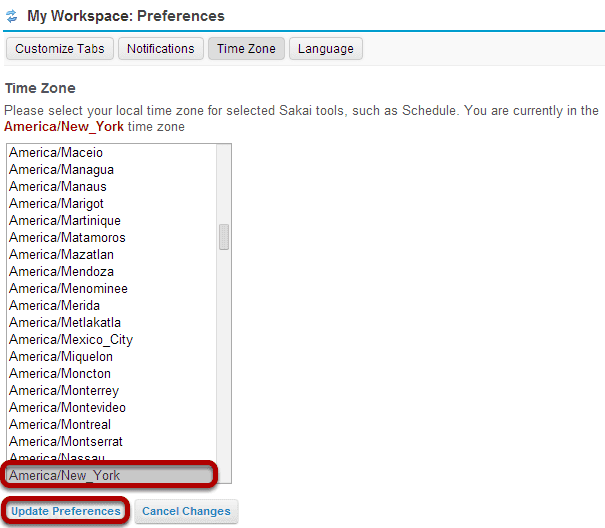 My Workspace: Preferences
Customize Tabs Notifications Time Zone Language
Time Zone
Please select your local time zone for selected Sakai tools, such as Schedule. You are currently in the
America/New_York time zone
America/Maceio
America/Managua
America/Manaus
America/Marigot
America/Martinique
America/Matamoros
America/Mazatlan
America/Mendoza
America/Menominee
America/Merida
America/Metlakatla
America/Mexico_City
America/Miquelon
America/Moncton
America/Monterrey
America/Montevideo
America/Montreal
America/Montserrat
America/Nassau
America/New_York
Update Preferences Cancel Changes